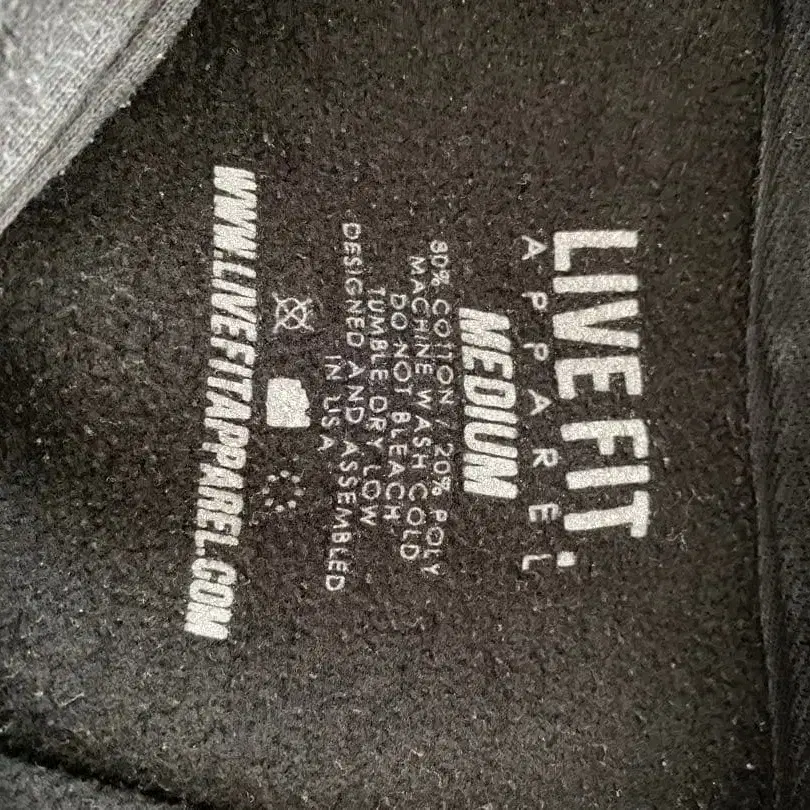 LIVE FIT.
APPAREL
MEDIUM
80% COTTON / 20% POLY
MACHINE WASH COLD
DO NOT BLEACH
TUMBLE DRY LOW
DESIGNED AND ASSEMBLED
IN USA
WWW.LIVEFITAPPAREL.COM